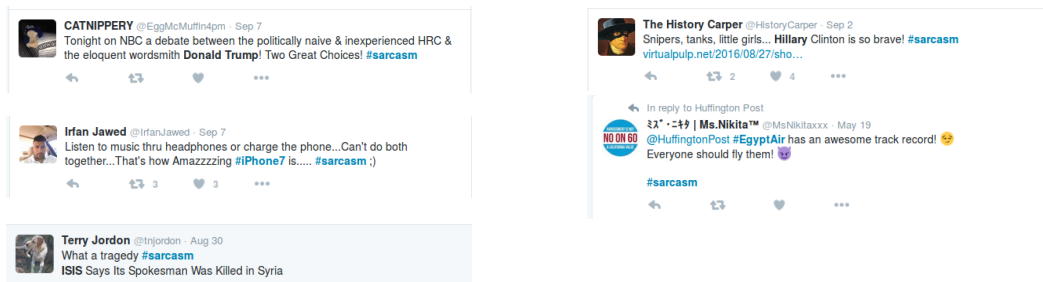 CATNIPPERY @EggMcMuffin4pm · Sep 7
Tonight on NBC a debate between the politically naive & inexperienced HRC &
the eloquent wordsmith Donald Trump! Two Great Choices! #sarcasm
Irfan Jawed @IrfanJawed · Sep 7
Listen to music thru headphones or charge the phone...Can't do both
together...That's how Amazzzzing #iPhone7 is..... #sarcasm ;)
3 3
Terry Jordon @tnjordon · Aug 30
What a tragedy #sarcasm
ISIS Says Its Spokesman Was Killed in Syria
The History Carper @HistoryCarper · Sep 2
Snipers, tanks, little girls... Hillary Clinton is so brave! #sarcasm
virtualpulp.net/2016/08/27/sho…
2 4
In reply to Huffington Post
ﾐｽﾞ･ﾆｷﾀ | Ms.Nikita™ @MsNikitaxxx · May 19
NO ON 60
@HuffingtonPost #EgyptAir has an awesome track record! 😏
Everyone should fly them! 😈
#sarcasm